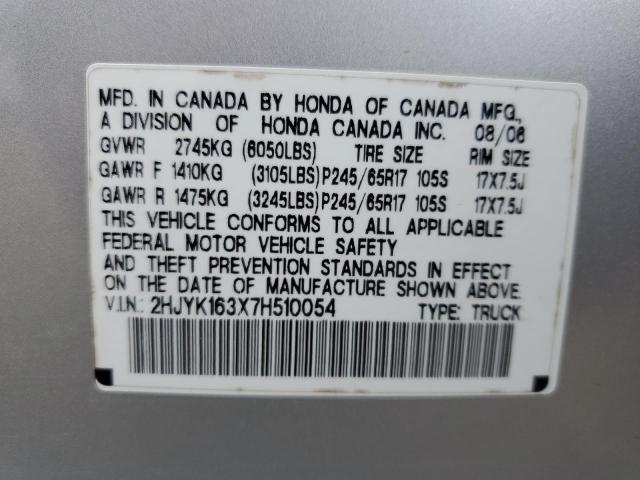 MFD. IN CANADA BY HONDA OF CANADA MFG.,
A DIVISION OF HONDA CANADA INC. 08/06
GVWR 2745KG (6050LBS) TIRE SIZE RIM SIZE
GAWR F 1410KG (3105LBS) P245/65R17 105S 17X7.5J
GAWR R 1475KG (3245LBS) P245/65R17 105S 17X7.5J
THIS VEHICLE CONFORMS TO ALL APPLICABLE
FEDERAL MOTOR VEHICLE SAFETY
AND THEFT PREVENTION STANDARDS IN EFFECT
ON THE DATE OF MANUFACTURE SHOWN ABOVE.
V.I.N.: 2HJYK163X7H510054 TYPE: TRUCK